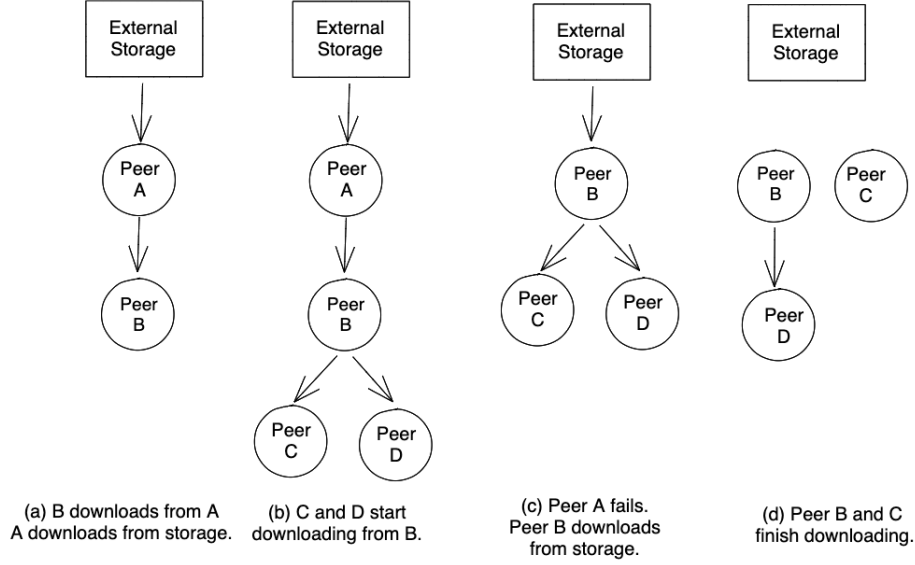 External
Storage
Peer
A
Peer
B
(a) B downloads from A
A downloads from storage.
External
Storage
Peer
A
Peer
B
Peer
C
Peer
D
(b) C and D start
downloading from B.
External
Storage
Peer
B
Peer
C
Peer
D
(c) Peer A fails.
Peer B downloads
from storage.
External
Storage
Peer
B
Peer
C
Peer
D
(d) Peer B and C
finish downloading.